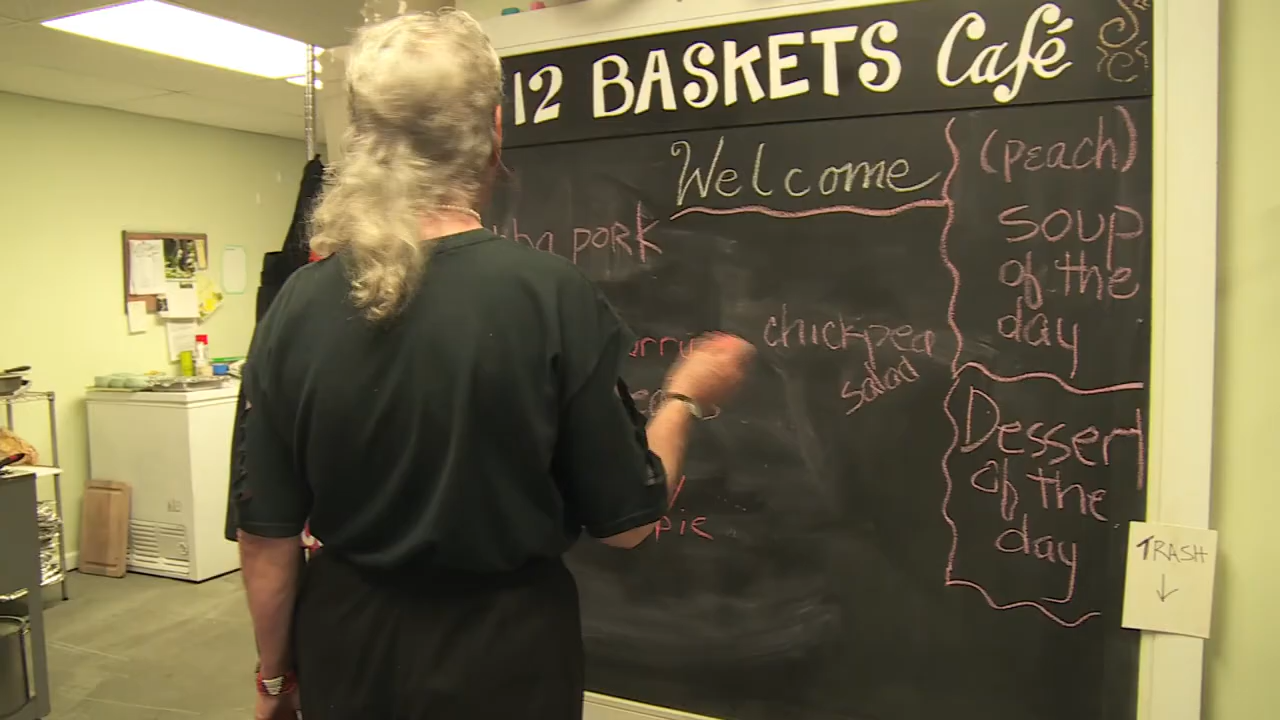 12 BASKETS Café
Welcome
pork
chickpea
salad
pie
(peach)
soup
of the
day
Dessert
of the
day
TRASH